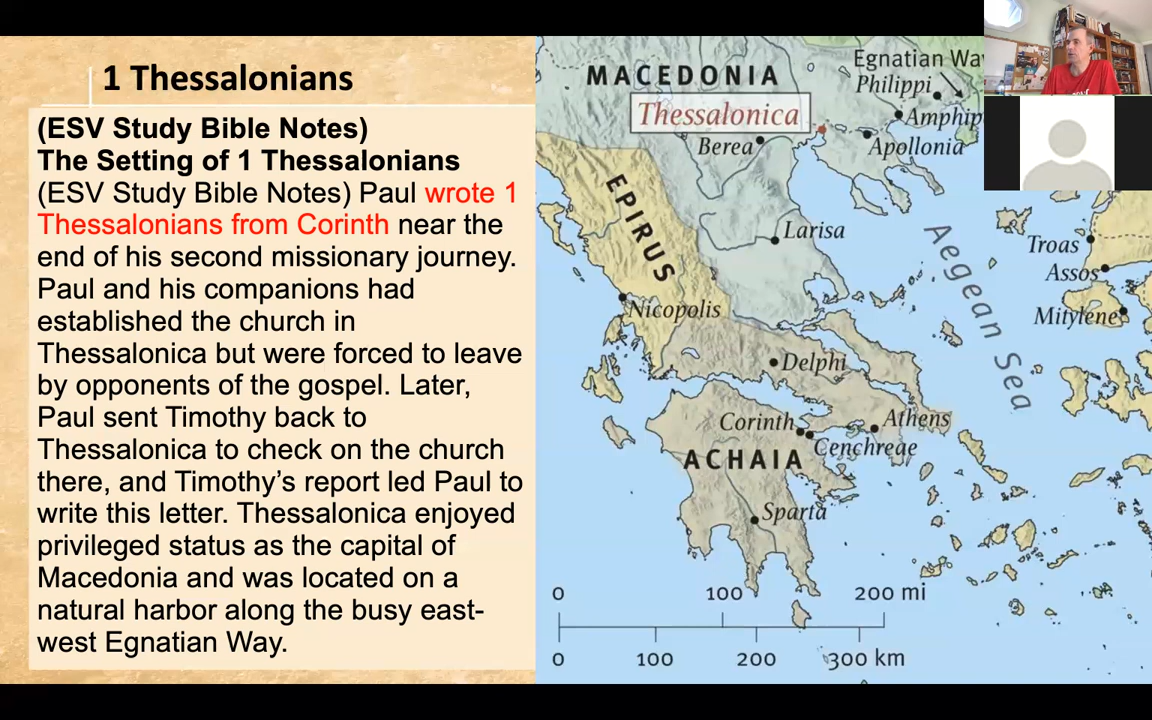 1 Thessalonians
(ESV Study Bible Notes)
The Setting of 1 Thessalonians
(ESV Study Bible Notes) Paul wrote 1
Thessalonians from Corinth near the
end of his second missionary journey.
Paul and his companions had
established the church in
Thessalonica but were forced to leave
by opponents of the gospel. Later,
Paul sent Timothy back to
Thessalonica to check on the church
there, and Timothy’s report led Paul to
write this letter. Thessalonica enjoyed
privileged status as the capital of
Macedonia and was located on a
natural harbor along the busy east-
west Egnatian Way.
MACEDONIA
Egnatian Way
Philippi
Thessalonica
Amphip
Berea
Apollonia
EPIRUS
Larisa
Aegean Sea
Troas
Assos
Nicopolis
Mitylene
Delphi
Corinth
Athens
Cenchreae
ACHAIA
Sparta
0 100 200 mi
0 100 200 300 km